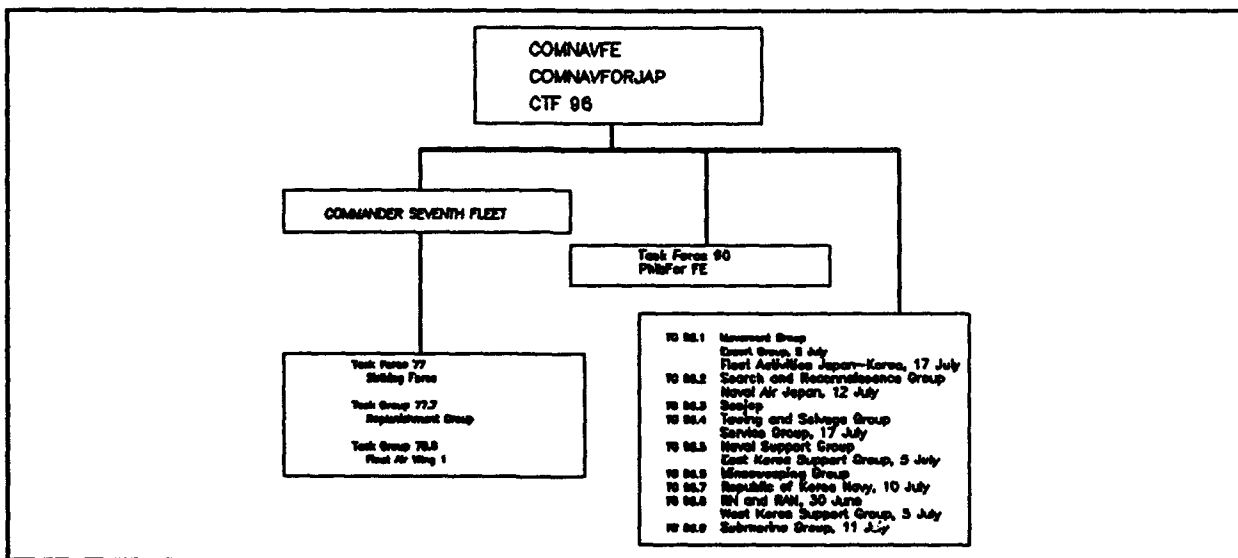 COMNAVFE
COMNAVFORJAP
CTF 96
COMMANDER SEVENTH FLEET
Task Force 90
PhibFor FE
Task Force 77
Striking Force
Task Group 77.7
Replenishment Group
Task Group
Fleet Air Wing 1
TG 96.1 Movement Group
Escort Group, July
Fleet Activities Japan-Korea, 17 July
TG 96.2 Search and Reconnaissance Group
Naval Air Japan, 12 July
TG 96.3 Scajap
TG 96.4 Towing and Salvage Group
Service Group, 17 July
TG 96.5 Naval Support Group
East Korea Support Group, 5 July
TG 96.6 Minesweeping Group
TG 96.7 Republic of Korea Navy, 10 July
TG 96.8 RN and RAN, 30 June
West Korea Support Group, 5 July
TG 96.9 Submarine Group, 11 July